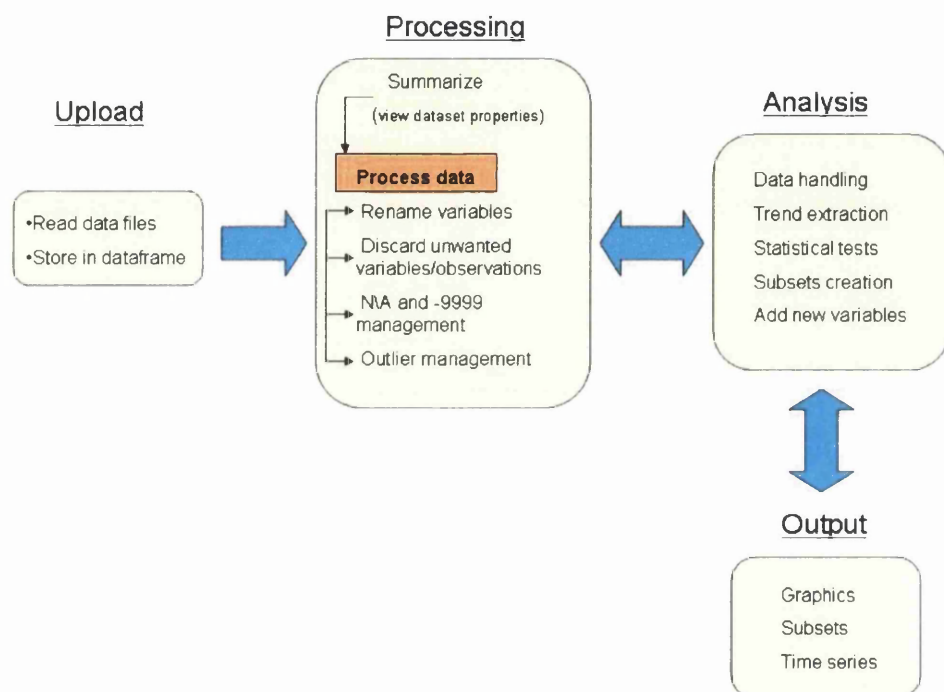 Upload
•Read data files
•Store in dataframe
Processing
Summarize
(view dataset properties)
Process data
Rename variables
Discard unwanted
variables/observations
N\A and -9999
management
Outlier management
Analysis
Data handling
Trend extraction
Statistical tests
Subsets creation
Add new variables
Output
Graphics
Subsets
Time series